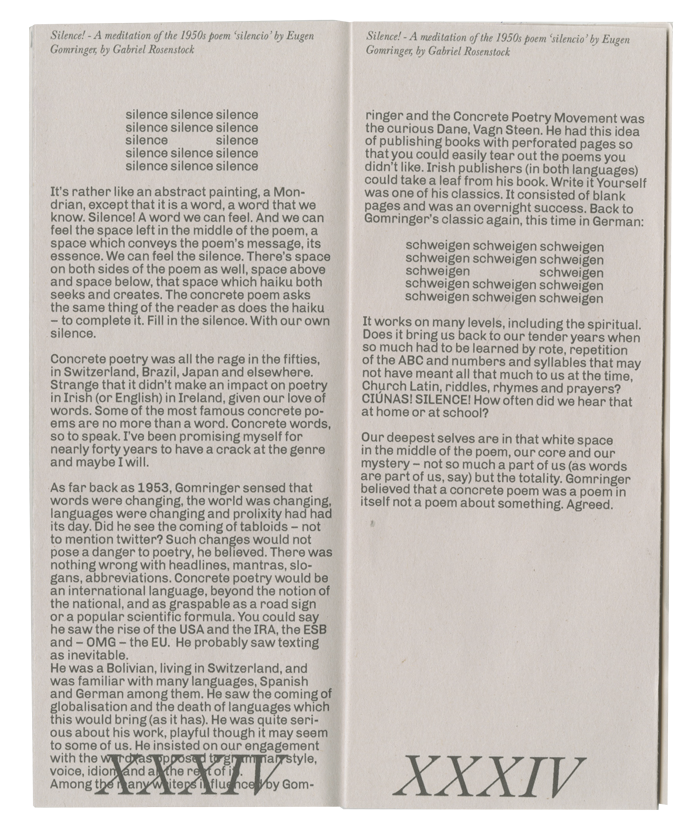 Silence! - A meditation of the 1950s poem ‘silencio’ by Eugen
Gomringer, by Gabriel Rosenstock
silence silence silence
silence silence silence
silence silence
silence silence silence
silence silence silence
It's rather like an abstract painting, a Mon-
drian, except that it is a word, a word that we
know. Silence! A word we can feel. And we can
feel the space left in the middle of the poem, a
space which conveys the poem's message, its
essence. We can feel the silence. There's space
on both sides of the poem as well, space above
and space below, that space which haiku both
seeks and creates. The concrete poem asks
the same thing of the reader as does the haiku
– to complete it. Fill in the silence. With our own
silence.
Concrete poetry was all the rage in the fifties,
in Switzerland, Brazil, Japan and elsewhere.
Strange that it didn't make an impact on poetry
in Irish (or English) in Ireland, given our love of
words. Some of the most famous concrete po-
ems are no more than a word. Concrete words,
so to speak. I've been promising myself for
nearly forty years to have a crack at the genre
and maybe I will.
As far back as 1953, Gomringer sensed that
words were changing, the world was changing,
languages were changing and prolixity had had
its day. Did he see the coming of tabloids – not
to mention twitter? Such changes would not
pose a danger to poetry, he believed. There was
nothing wrong with headlines, mantras, slo-
gans, abbreviations. Concrete poetry would be
an international language, beyond the notion of
the national, and as graspable as a road sign
or a popular scientific formula. You could say
he saw the rise of the USA and the IRA, the ESB
and – OMG – the EU. He probably saw texting
as inevitable.
He was a Bolivian, living in Switzerland, and
was familiar with many languages, Spanish
and German among them. He saw the coming of
globalisation and the death of languages which
this would bring (as it has). He was quite seri-
ous about his work, playful though it may seem
to some of us. He insisted on our engagement
with the word as opposed to grammar, style,
voice, idiom and all the rest of it.
Among the many writers influenced by Gom-
XXXIV
Silence! - A meditation of the 1950s poem ‘silencio’ by Eugen
Gomringer, by Gabriel Rosenstock
ringer and the Concrete Poetry Movement was
the curious Dane, Vagn Steen. He had this idea
of publishing books with perforated pages so
that you could easily tear out the poems you
didn't like. Irish publishers (in both languages)
could take a leaf from his book. Write it Yourself
was one of his classics. It consisted of blank
pages and was an overnight success. Back to
Gomringer's classic again, this time in German:
schweigen schweigen schweigen
schweigen schweigen schweigen
schweigen schweigen
schweigen schweigen schweigen
schweigen schweigen schweigen
It works on many levels, including the spiritual.
Does it bring us back to our tender years when
so much had to be learned by rote, repetition
of the ABC and numbers and syllables that may
not have meant all that much to us at the time,
Church Latin, riddles, rhymes and prayers?
CIÚNAS! SILENCE! How often did we hear that
at home or at school?
Our deepest selves are in that white space
in the middle of the poem, our core and our
mystery – not so much a part of us (as words
are part of us, say) but the totality. Gomringer
believed that a concrete poem was a poem in
itself not a poem about something. Agreed.
XXXIV